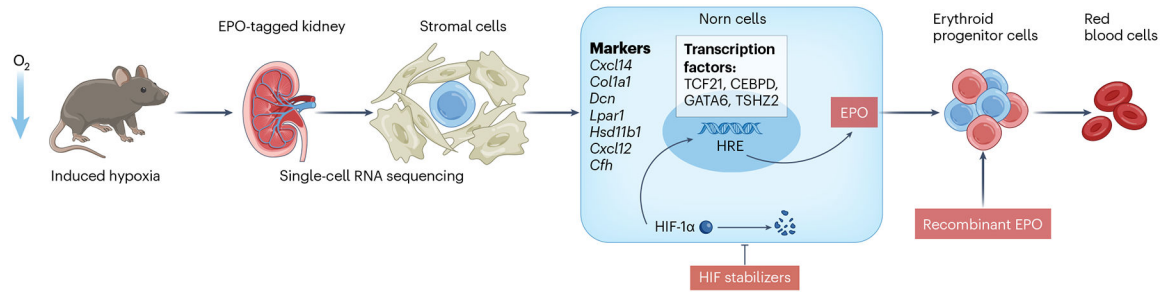 O2
Induced hypoxia
EPO-tagged kidney
Single-cell RNA sequencing
Stromal cells
Norn cells
Markers
Cxcl14
Col1a1
Dcn
Lpar1
Hsd11b1
Cxcl12
Cfh
Transcription
factors:
TCF21, CEBPD,
GATA6, TSHZ2
HRE
EPO
HIF-1α
HIF stabilizers
Erythroid
progenitor cells
Recombinant EPO
Red
blood cells